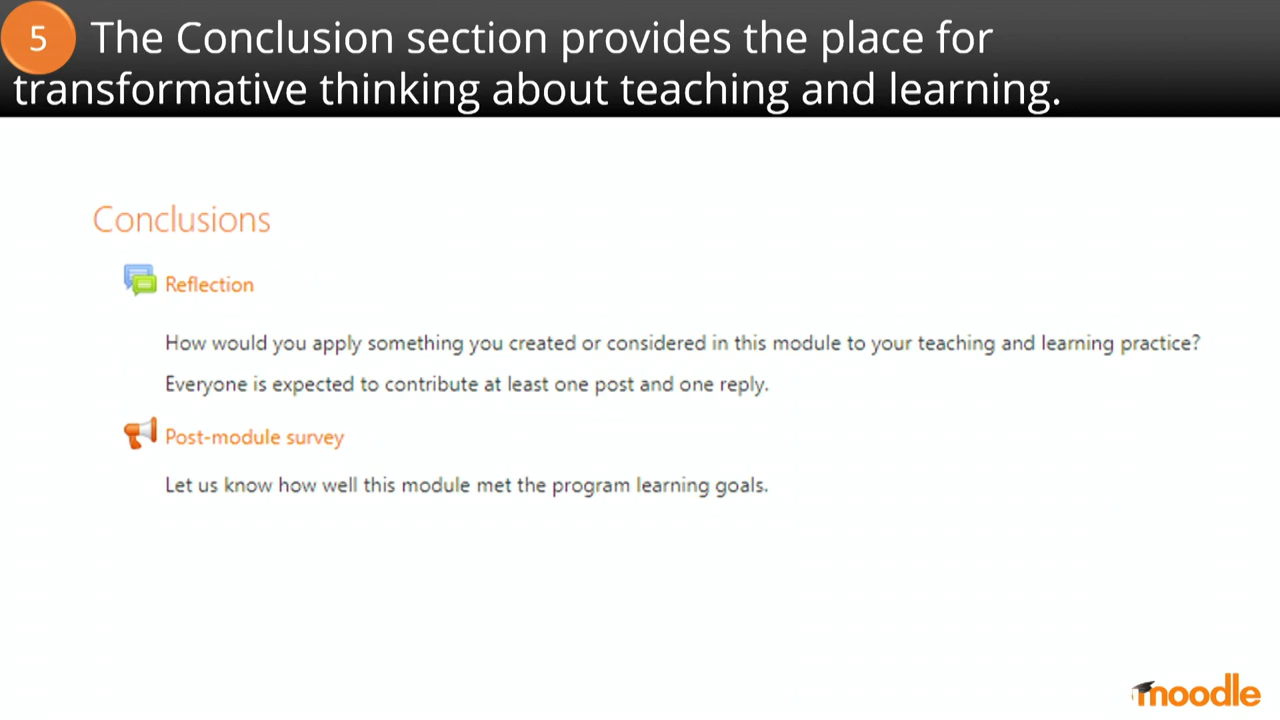 5 The Conclusion section provides the place for
transformative thinking about teaching and learning.
Conclusions
Reflection
How would you apply something you created or considered in this module to your teaching and learning practice?
Everyone is expected to contribute at least one post and one reply.
Post-module survey
Let us know how well this module met the program learning goals.
moodle